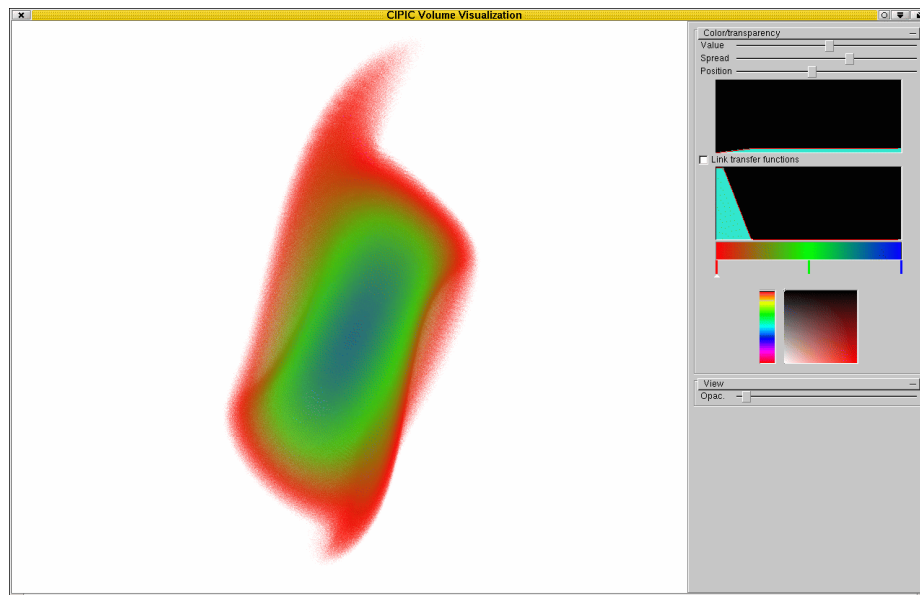 CIPIC Volume Visualization
Color/transparency
Value
Spread
Position
Link transfer functions
View
Opac.